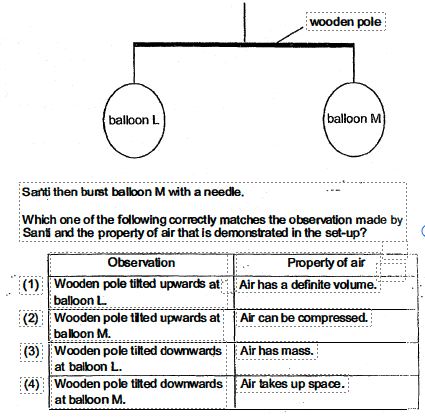 wooden pole
balloon L
balloon M
Santi then burst balloon M with a needle.
Which one of the following correctly matches the observation made by
Santi and the property of air that is demonstrated in the set-up?
Observation Property of air
(1) Wooden pole tilted upwards at Air has a definite volume.
balloon L.
(2) Wooden pole tilted upwards at Air can be compressed.
balloon M.
(3) Wooden pole tilted downwards Air has mass.
at balloon L.
(4) Wooden pole tilted downwards Air takes up space.
at balloon M.